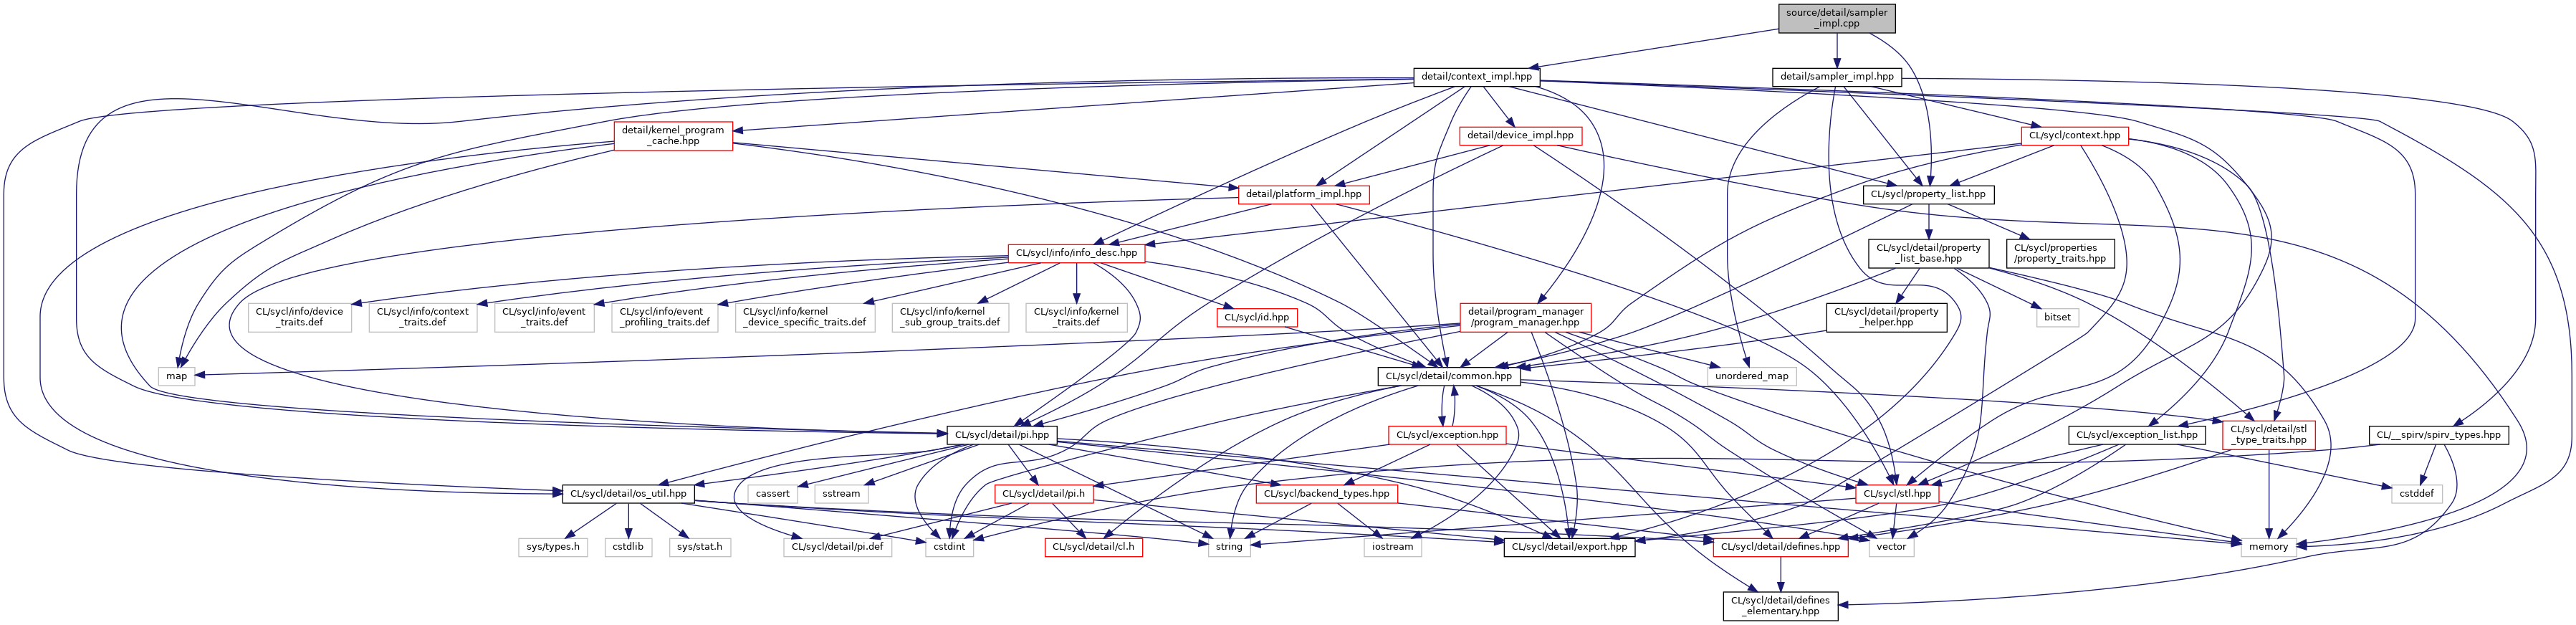 source/detail/sampler
_impl.cpp
detail/context_impl.hpp
detail/sampler_impl.hpp
detail/kernel_program
_cache.hpp
detail/device_impl.hpp
CL/sycl/context.hpp
detail/platform_impl.hpp
CL/sycl/property_list.hpp
CL/sycl/info/info_desc.hpp
CL/sycl/detail/property
_list_base.hpp
CL/sycl/properties
/property_traits.hpp
CL/sycl/info/device
_traits.def
CL/sycl/info/context
_traits.def
CL/sycl/info/event
_traits.def
CL/sycl/info/event
_profiling_traits.def
CL/sycl/info/kernel
_device_specific_traits.def
CL/sycl/info/kernel
_sub_group_traits.def
CL/sycl/info/kernel
_traits.def
CL/sycl/id.hpp
detail/program_manager
/program_manager.hpp
CL/sycl/detail/property
_helper.hpp
bitset
map
CL/sycl/detail/common.hpp
unordered_map
CL/sycl/detail/pi.hpp
CL/sycl/exception.hpp
CL/sycl/exception_list.hpp
CL/sycl/detail/stl
_type_traits.hpp
CL/__spirv/spirv_types.hpp
CL/sycl/detail/os_util.hpp
cassert
sstream
CL/sycl/detail/pi.h
CL/sycl/backend_types.hpp
CL/sycl/stl.hpp
cstddef
sys/types.h
cstdlib
sys/stat.h
CL/sycl/detail/pi.def
cstdint
CL/sycl/detail/cl.h
string
iostream
CL/sycl/detail/export.hpp
CL/sycl/detail/defines.hpp
vector
memory
CL/sycl/detail/defines
_elementary.hpp